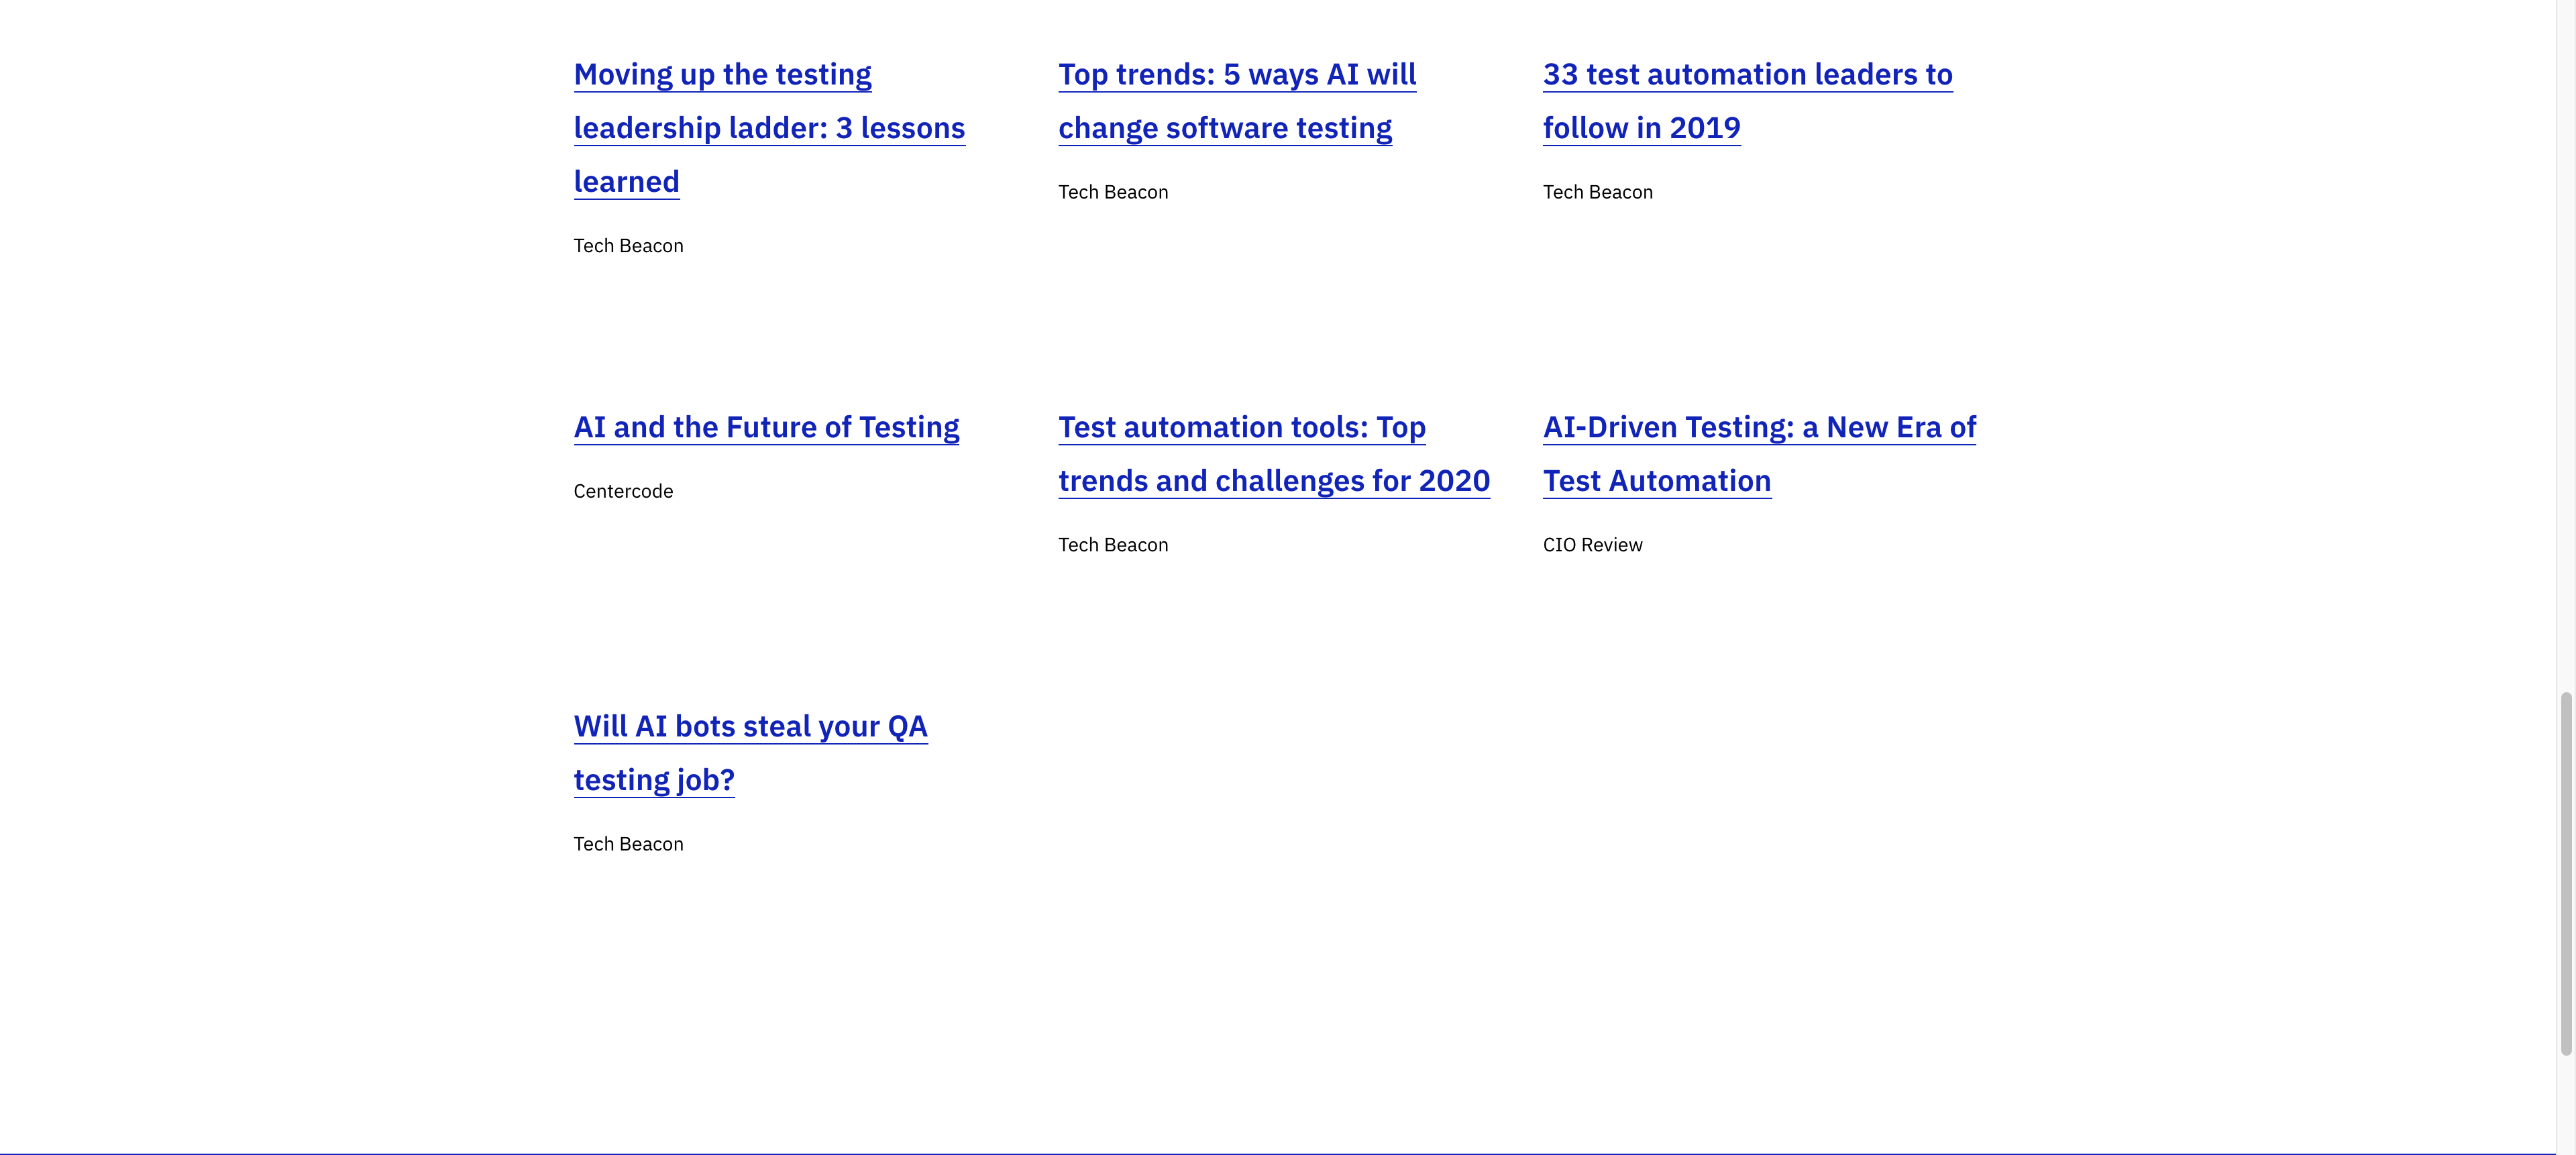 Moving up the testing
leadership ladder: 3 lessons
learned
Tech Beacon
Top trends: 5 ways AI will
change software testing
Tech Beacon
33 test automation leaders to
follow in 2019
Tech Beacon
AI and the Future of Testing
Centercode
Test automation tools: Top
trends and challenges for 2020
Tech Beacon
AI-Driven Testing: a New Era of
Test Automation
CIO Review
Will AI bots steal your QA
testing job?
Tech Beacon